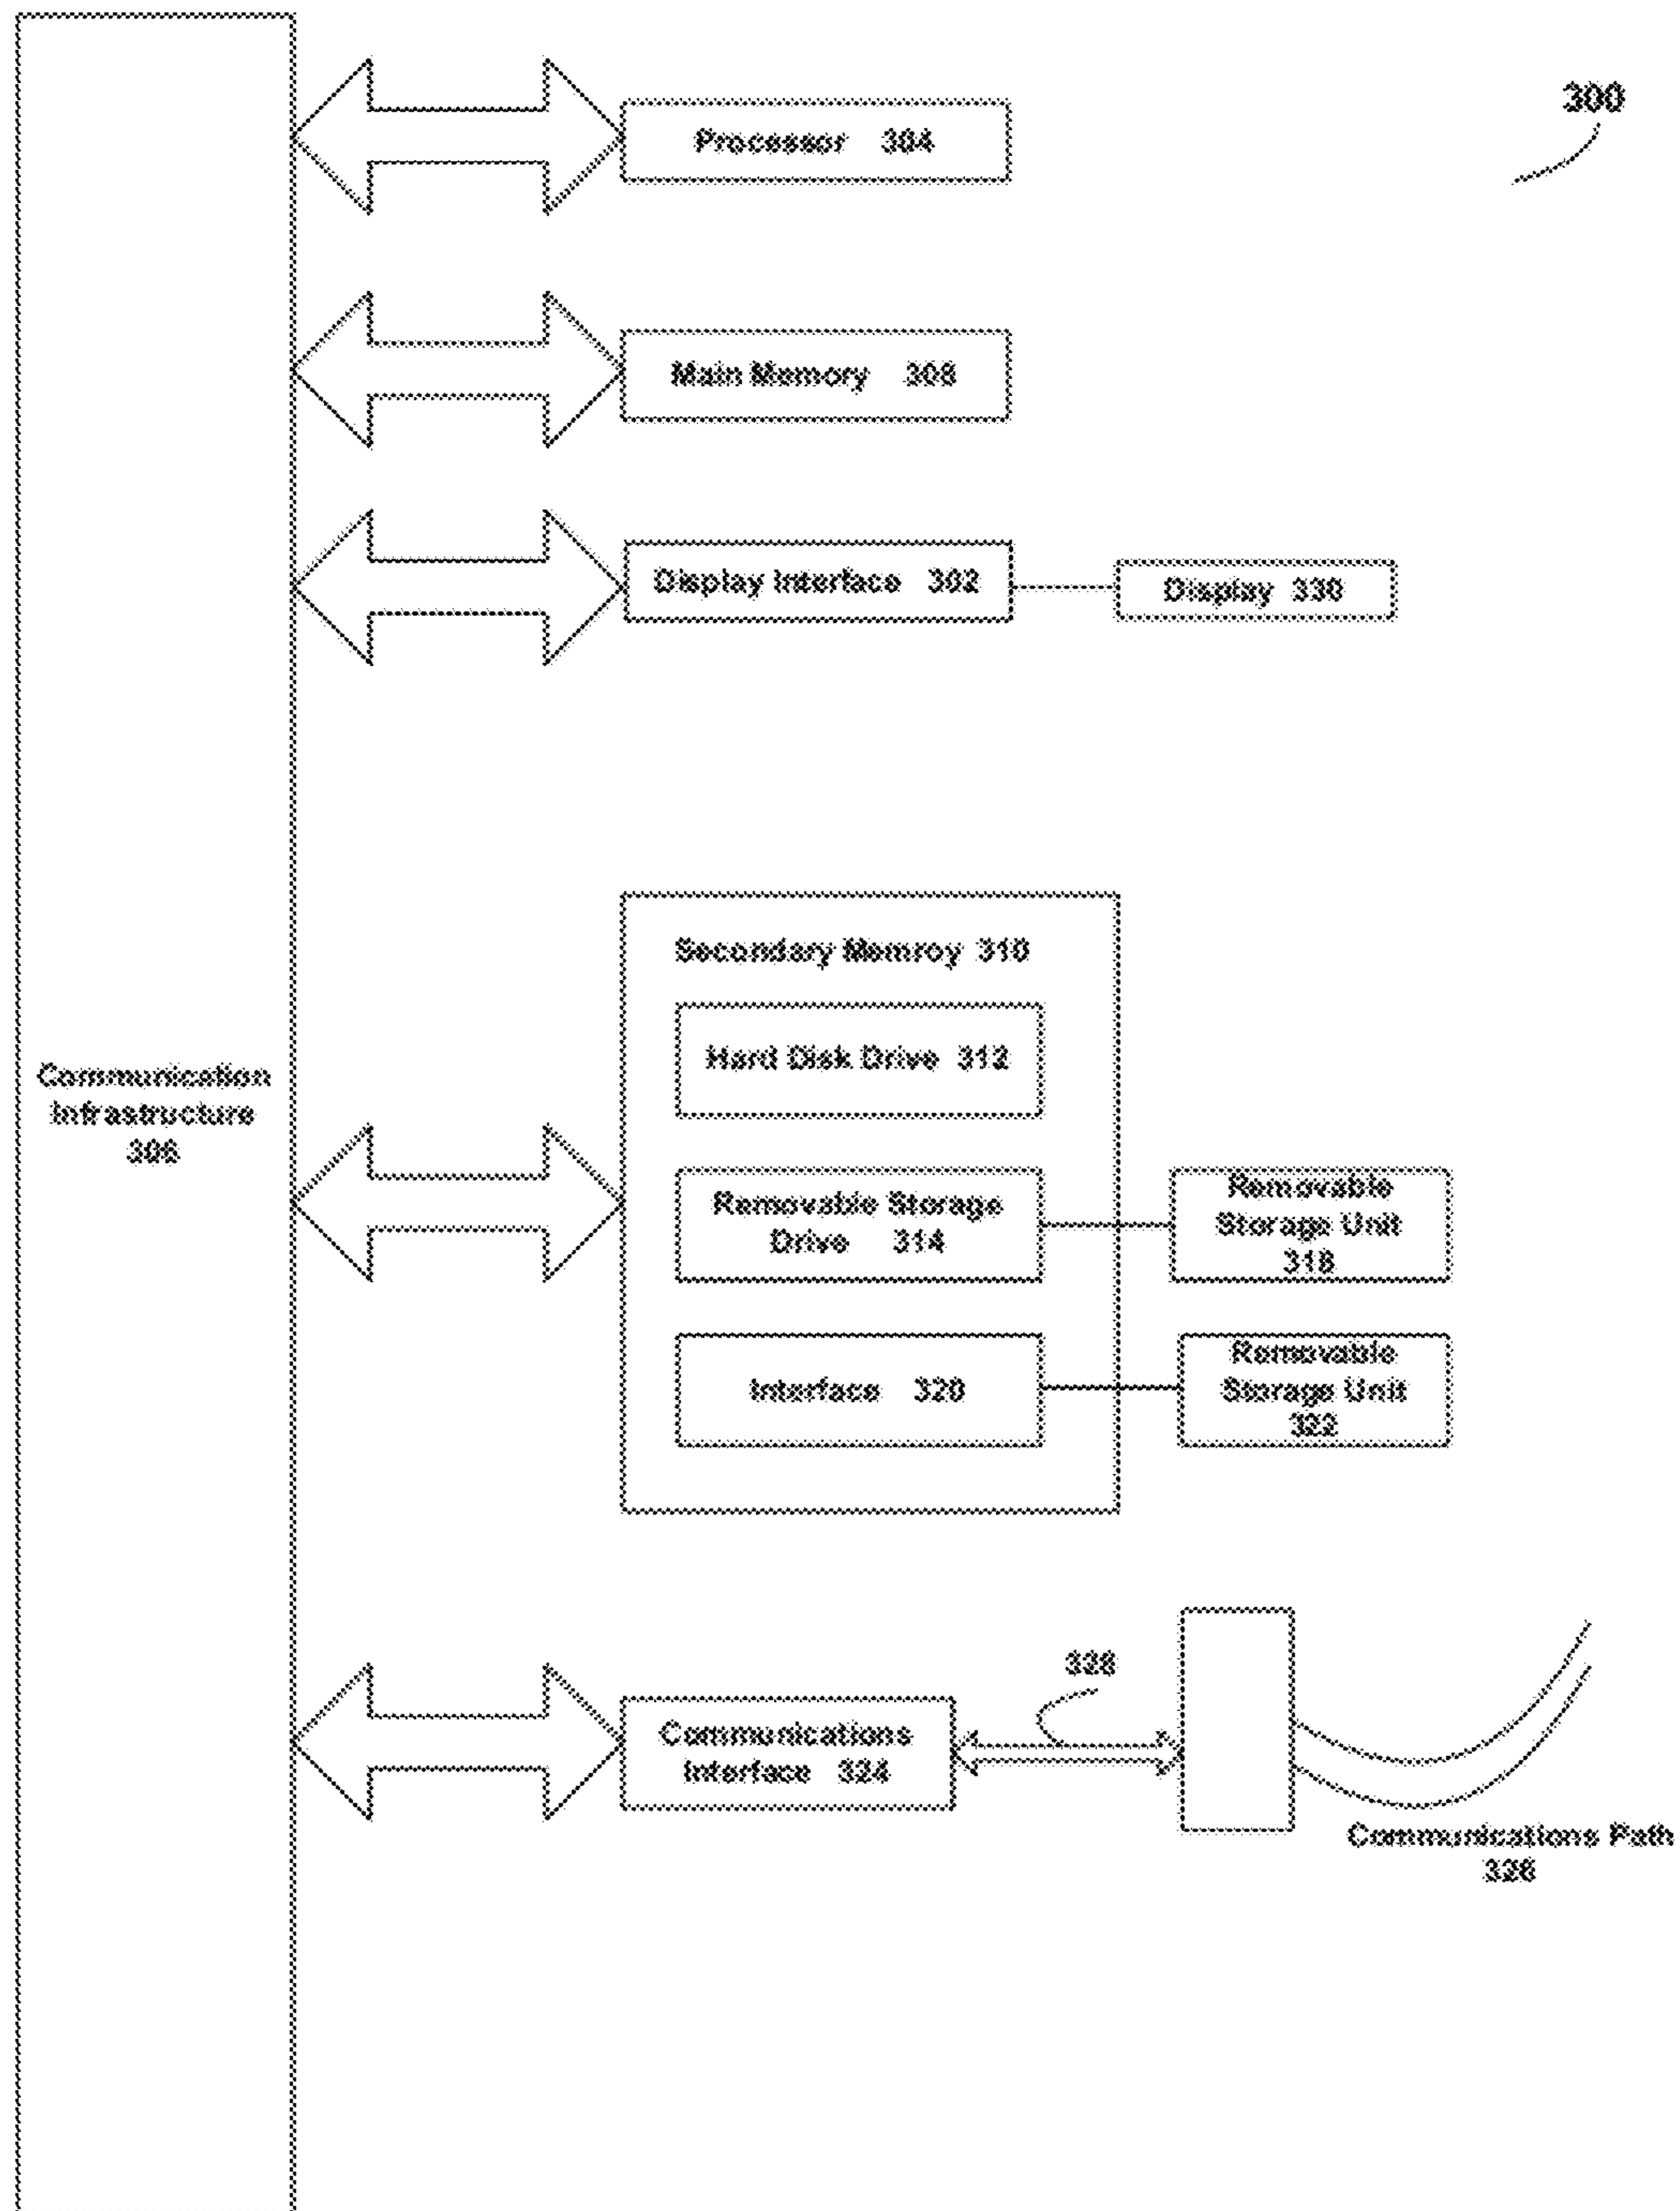 300
Processor 304
Main Memory 308
Display Interface 302
Display 330
Secondary Memroy 310
Hard Disk Drive 312
Communication
Infrastructure
306
Removable Storage
Drive 314
Removable
Storage Unit
318
Interface 320
Removable
Storage Unit
322
328
Communications
Interface 324
Communications Path
326